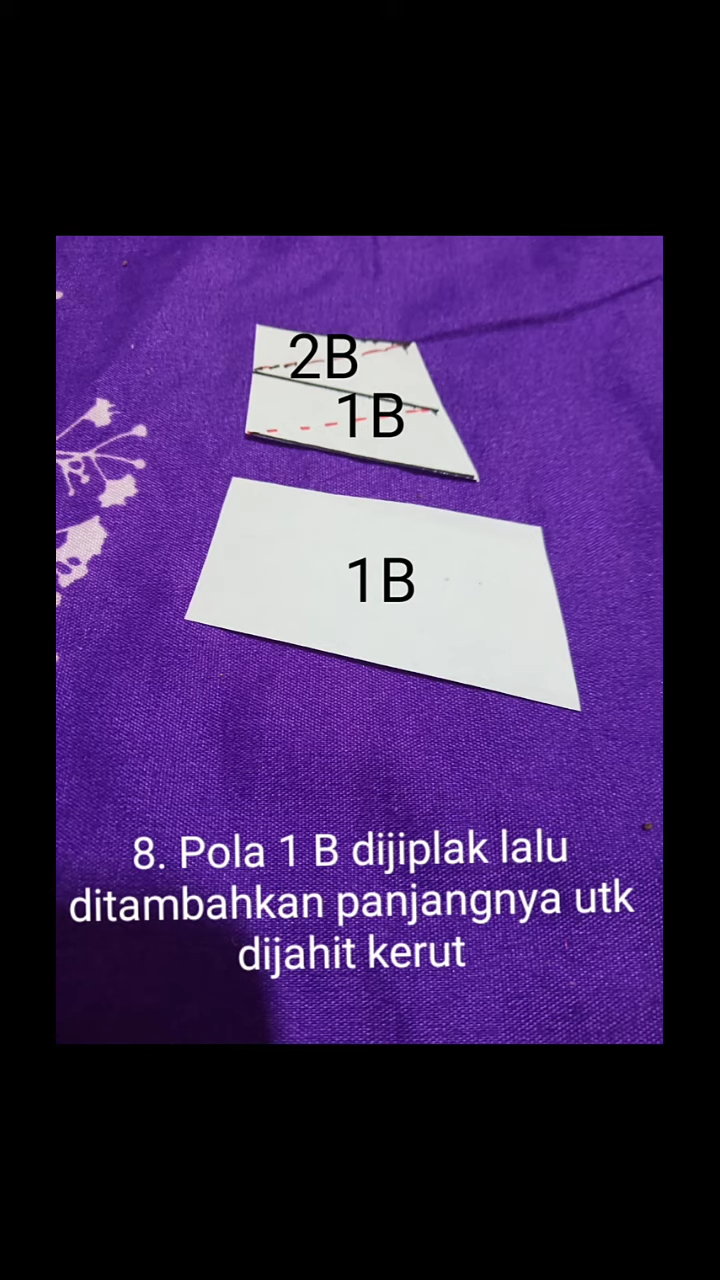 2B
1B
1B
8. Pola 1 B dijiplak lalu
ditambahkan panjangnya utk
dijahit kerut